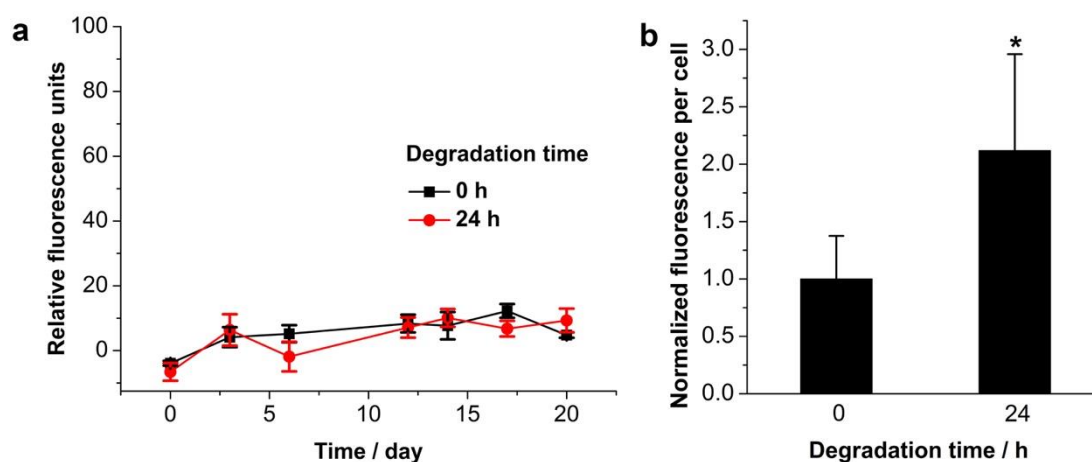 a
100
80
60
40
20
0
Relative fluorescence units
Degradation time
0 h
24 h
0
5
10
15
20
Time / day
b
3.0
2.5
2.0
1.5
1.0
0.5
0.0
Normalized fluorescence per cell
*
0
24
Degradation time / h